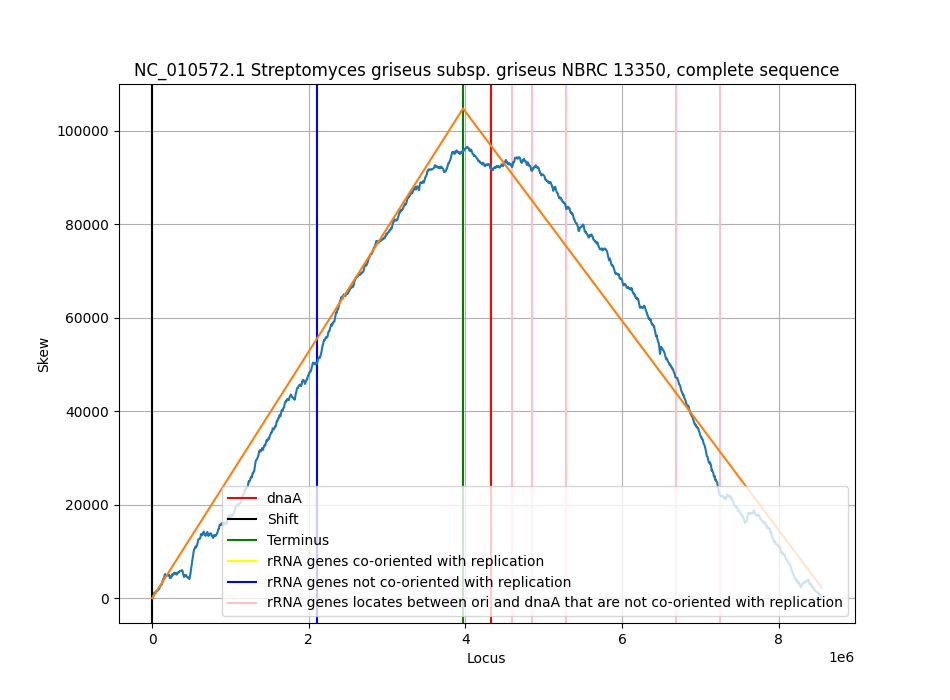 NC_010572.1 Streptomyces griseus subsp. griseus NBRC 13350, complete sequence
100000
80000
60000
40000
20000
0
Skew
dnaA
Shift
Terminus
rRNA genes co-oriented with replication
rRNA genes not co-oriented with replication
rRNA genes locates between ori and dnaA that are not co-oriented with replication
0 2 4 6 8
Locus
1e6